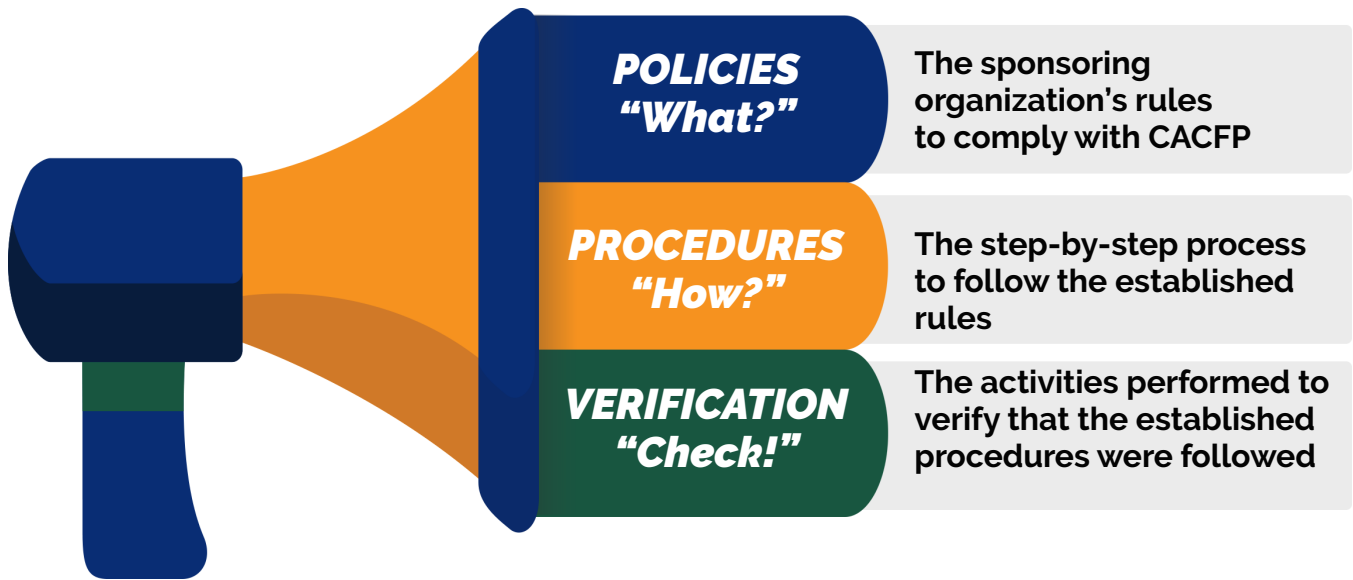 POLICIES
“What?”
The sponsoring
organization’s rules
to comply with CACFP
PROCEDURES
“How?”
The step-by-step process
to follow the established
rules
VERIFICATION
“Check!”
The activities performed to
verify that the established
procedures were followed